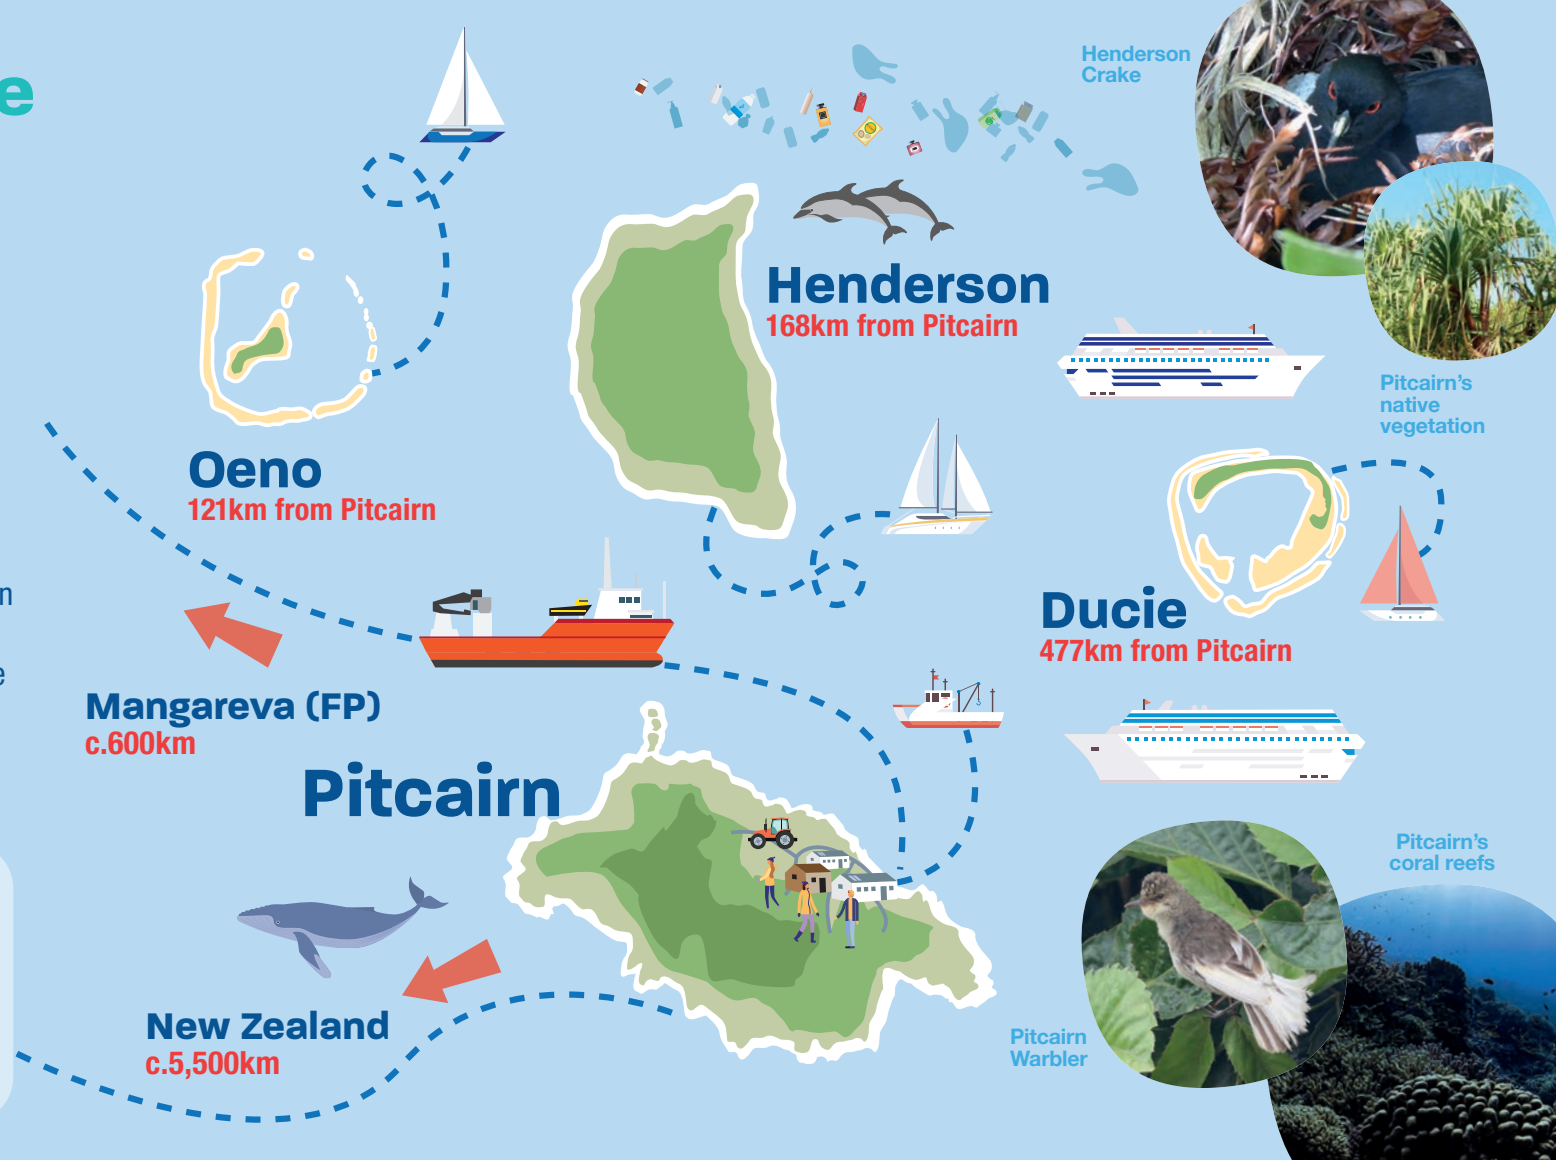 e
Henderson
Crake
Henderson
168km from Pitcairn
Pitcairn's
native
vegetation
Oeno
121km from Pitcairn
n
e
Ducie
477km from Pitcairn
Mangareva (FP)
c.600km
Pitcairn
Pitcairn's
coral reefs
New Zealand
c.5,500km
Pitcairn
Warbler